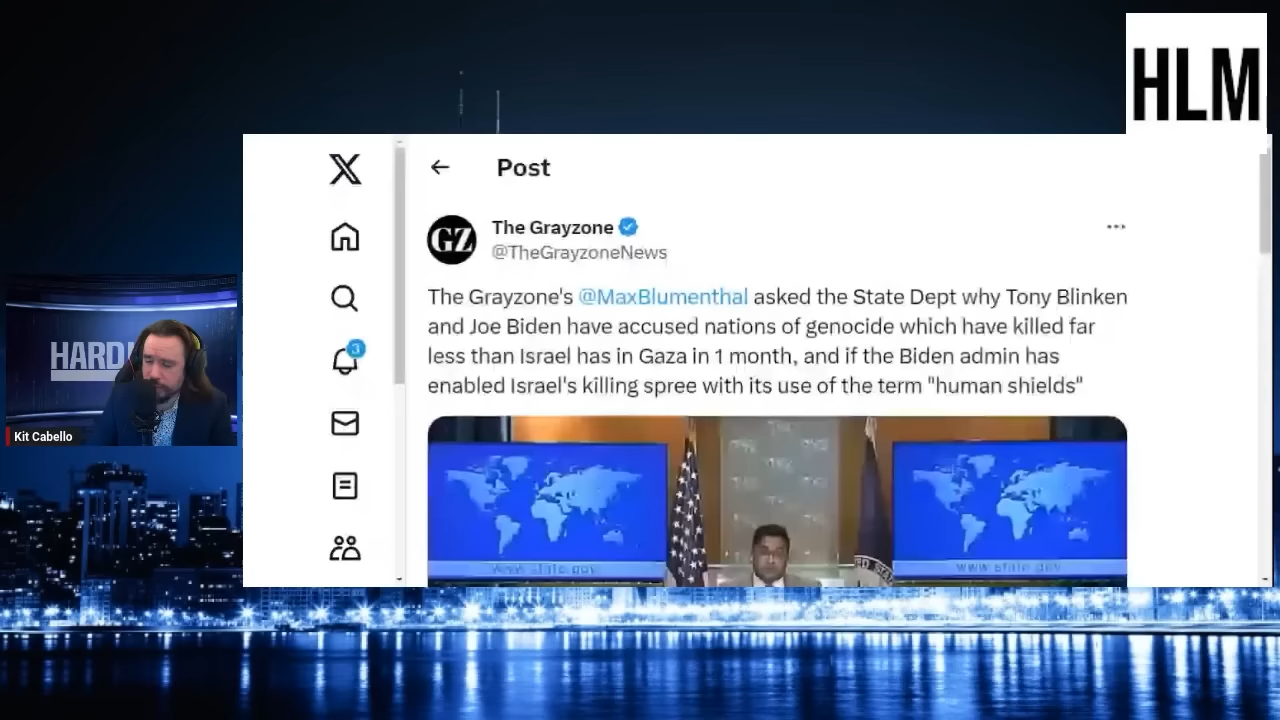 HLM
Post
GZ
The Grayzone
@TheGrayzoneNews
The Grayzone's @MaxBlumenthal asked the State Dept why Tony Blinken
and Joe Biden have accused nations of genocide which have killed far
less than Israel has in Gaza in 1 month, and if the Biden admin has
enabled Israel's killing spree with its use of the term "human shields"
3
HARD
Kit Cabello
www.state.gov
www.state.gov